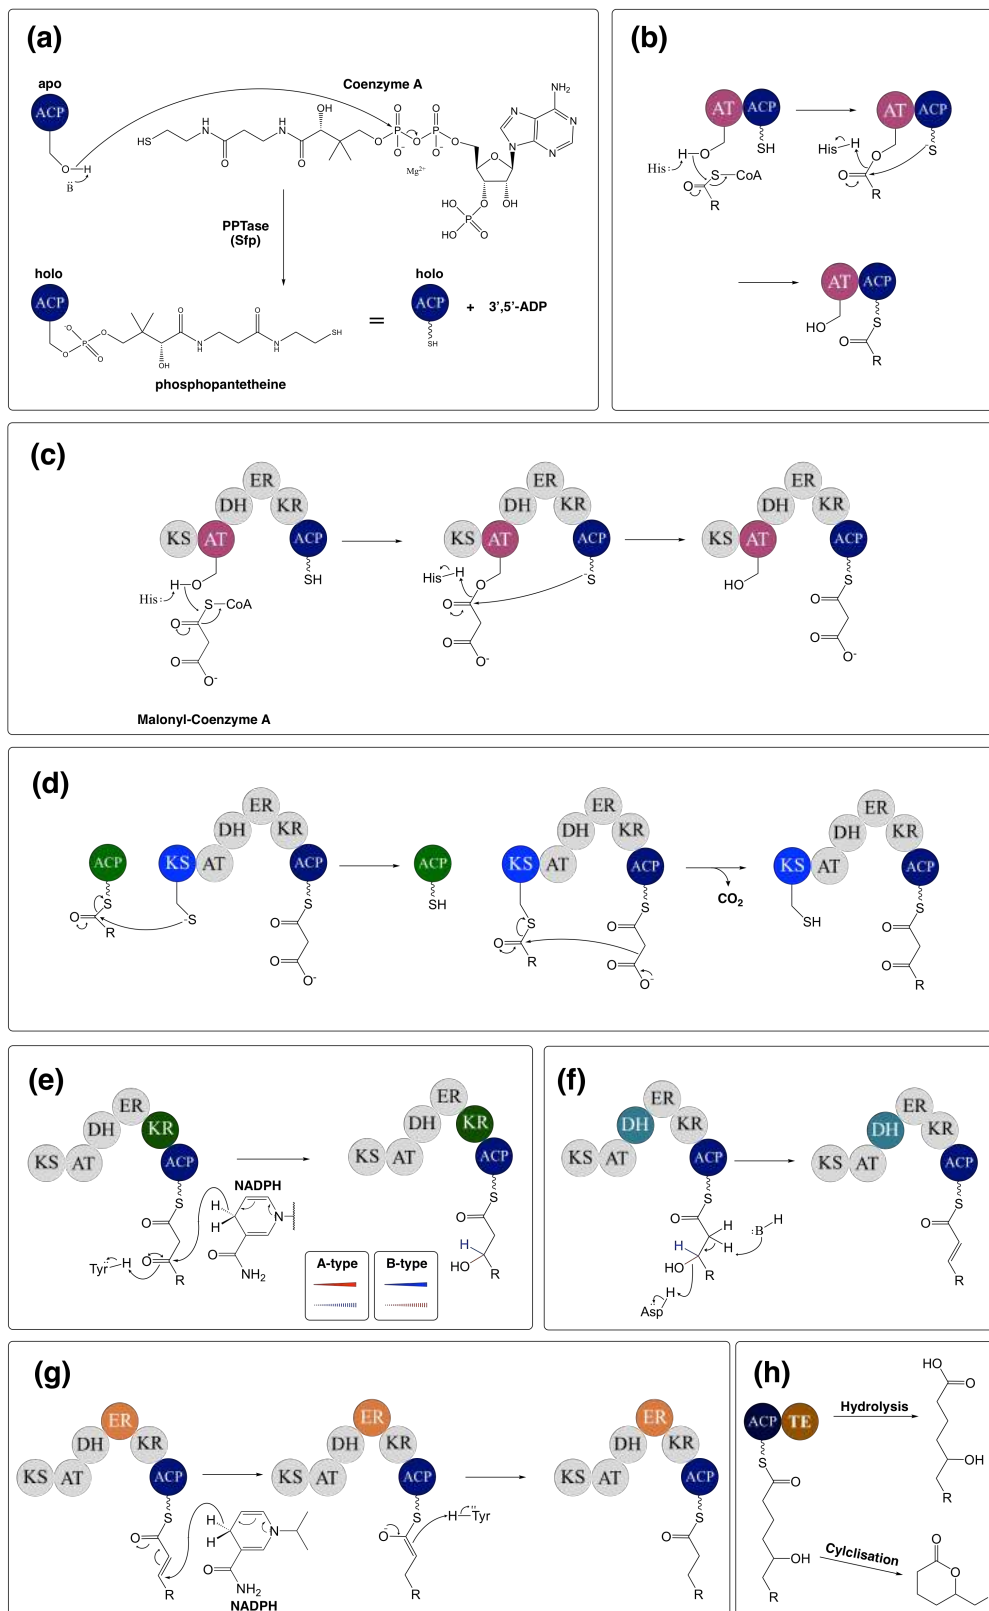 (a)
apo
Coenzyme A
ACP
NH2
OH
SH
Mg2+
PPTase
(Sfp)
holo
ACP
holo
ACP
SH
+ 3',5'-ADP
=
phosphopantetheine
(b)
AT ACP
SH
His:
S CoA
R
AT ACP
His H
O
S
R
AT ACP
HO
S
O
R
(c)
KS AT DH ER KR ACP
SH
His:
H O
S CoA
O
O
O-
Malonyl-Coenzyme A
KS AT DH ER KR ACP
His H
O
-S
O
O
O-
KS AT DH ER KR ACP
HO
S
O
O
O-
(d)
ACP
S
O
R
KS AT DH ER KR ACP
-S
S
O
O
O-
ACP
SH
KS AT DH ER KR ACP
S
O
R
S
O
O
O-
CO2
KS AT DH ER KR ACP
SH
S
O
O
R
(e)
KS AT DH ER KR ACP
S
O
O
R
Tyr H
NADPH
H
H
N
O
NH2
KS AT DH ER KR ACP
S
O
H
HO
R
A-type
B-type
(f)
KS AT DH ER KR ACP
S
O
H
H
H
HO
R
:B H
Asp H
KS AT DH ER KR ACP
S
O
R
(g)
KS AT DH ER KR ACP
S
O
R
H
H
N
O
NH2
NADPH
KS AT DH ER KR ACP
S
O-
R
H Tyr
KS AT DH ER KR ACP
S
O
R
(h)
ACP TE
S
O
OH
R
Hydrolysis
HO
O
OH
R
Cylclisation
O
O